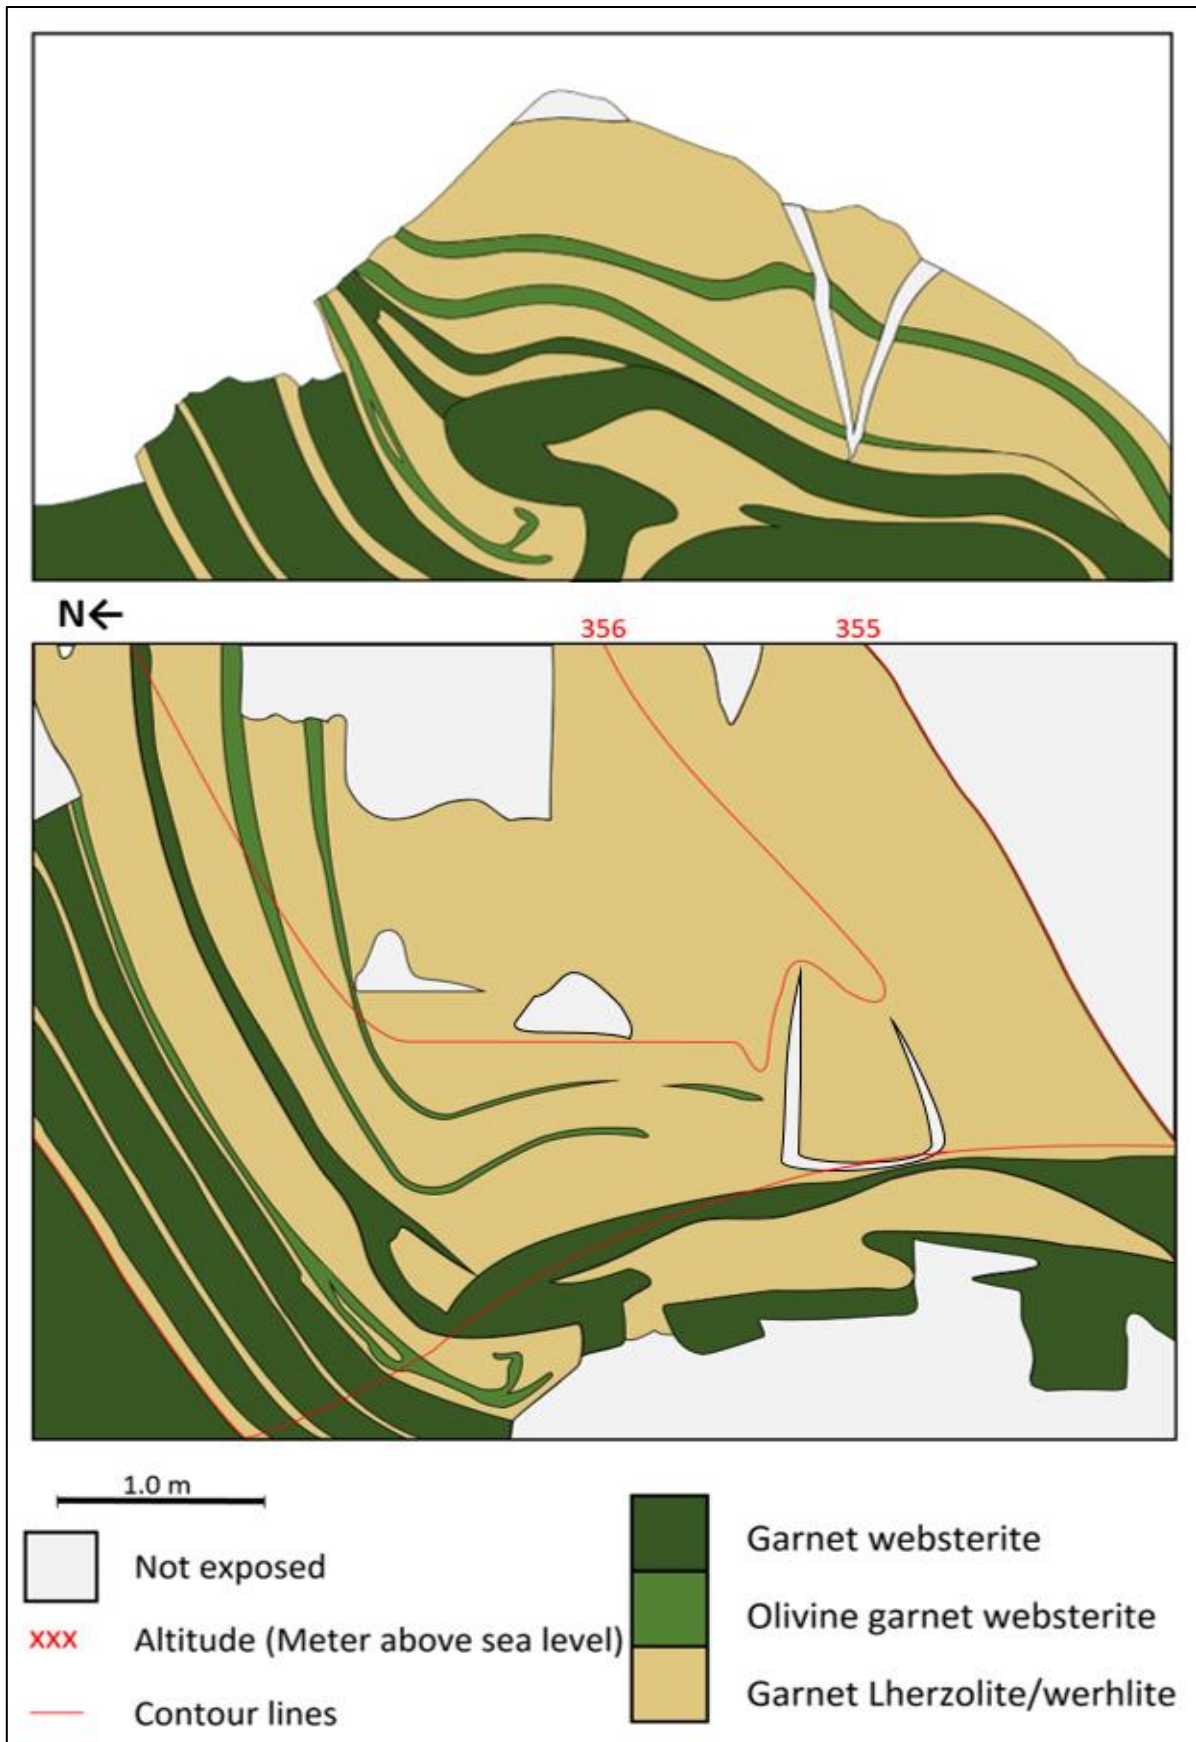 N←
356
355
1.0 m
Not exposed
xxx
Altitude (Meter above sea level)
Contour lines
Garnet websterite
Olivine garnet websterite
Garnet Lherzolite/werhlite